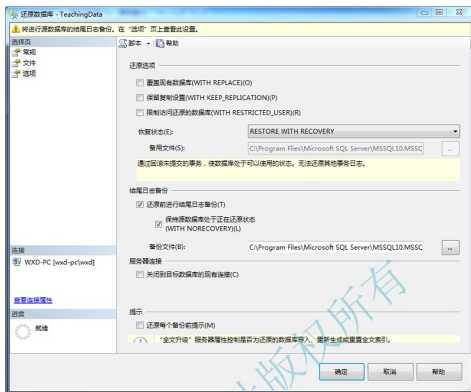 还原数据库 - TeachingData
将进行源数据库的结尾日志备份。在“选项”页上查看此设置。
选择页
常规
文件
选项
脚本
帮助
还原选项
覆盖现有数据库(WITH REPLACE)(O)
保留复制设置(WITH KEEP_REPLICATION)(P)
限制访问还原的数据库(WITH RESTRICTED_USER)(R)
恢复状态(E):
RESTORE WITH RECOVERY
备用文件(S):
C:\Program Files\Microsoft SQL Server\MSSQL10.MSSC
...
通过回滚未提交的事务，使数据库处于可以使用的状态。无法还原其他事务日志。
结尾日志备份
还原前进行结尾日志备份(T)
保持源数据库处于正在还原状态
(WITH NORECOVERY)(L)
备份文件(B):
C:\Program Files\Microsoft SQL Server\MSSQL10.MSSC
...
服务器连接
关闭到目标数据库的现有连接(C)
提示
还原每个备份前提示(M)
“全文升级”服务器属性控制是否为还原的数据库导入、重新生成或重置全文索引。
连接
WXD-PC [wxd-pc\wxd]
查看连接属性
进度
就绪
确定
取消
帮助
版权所有